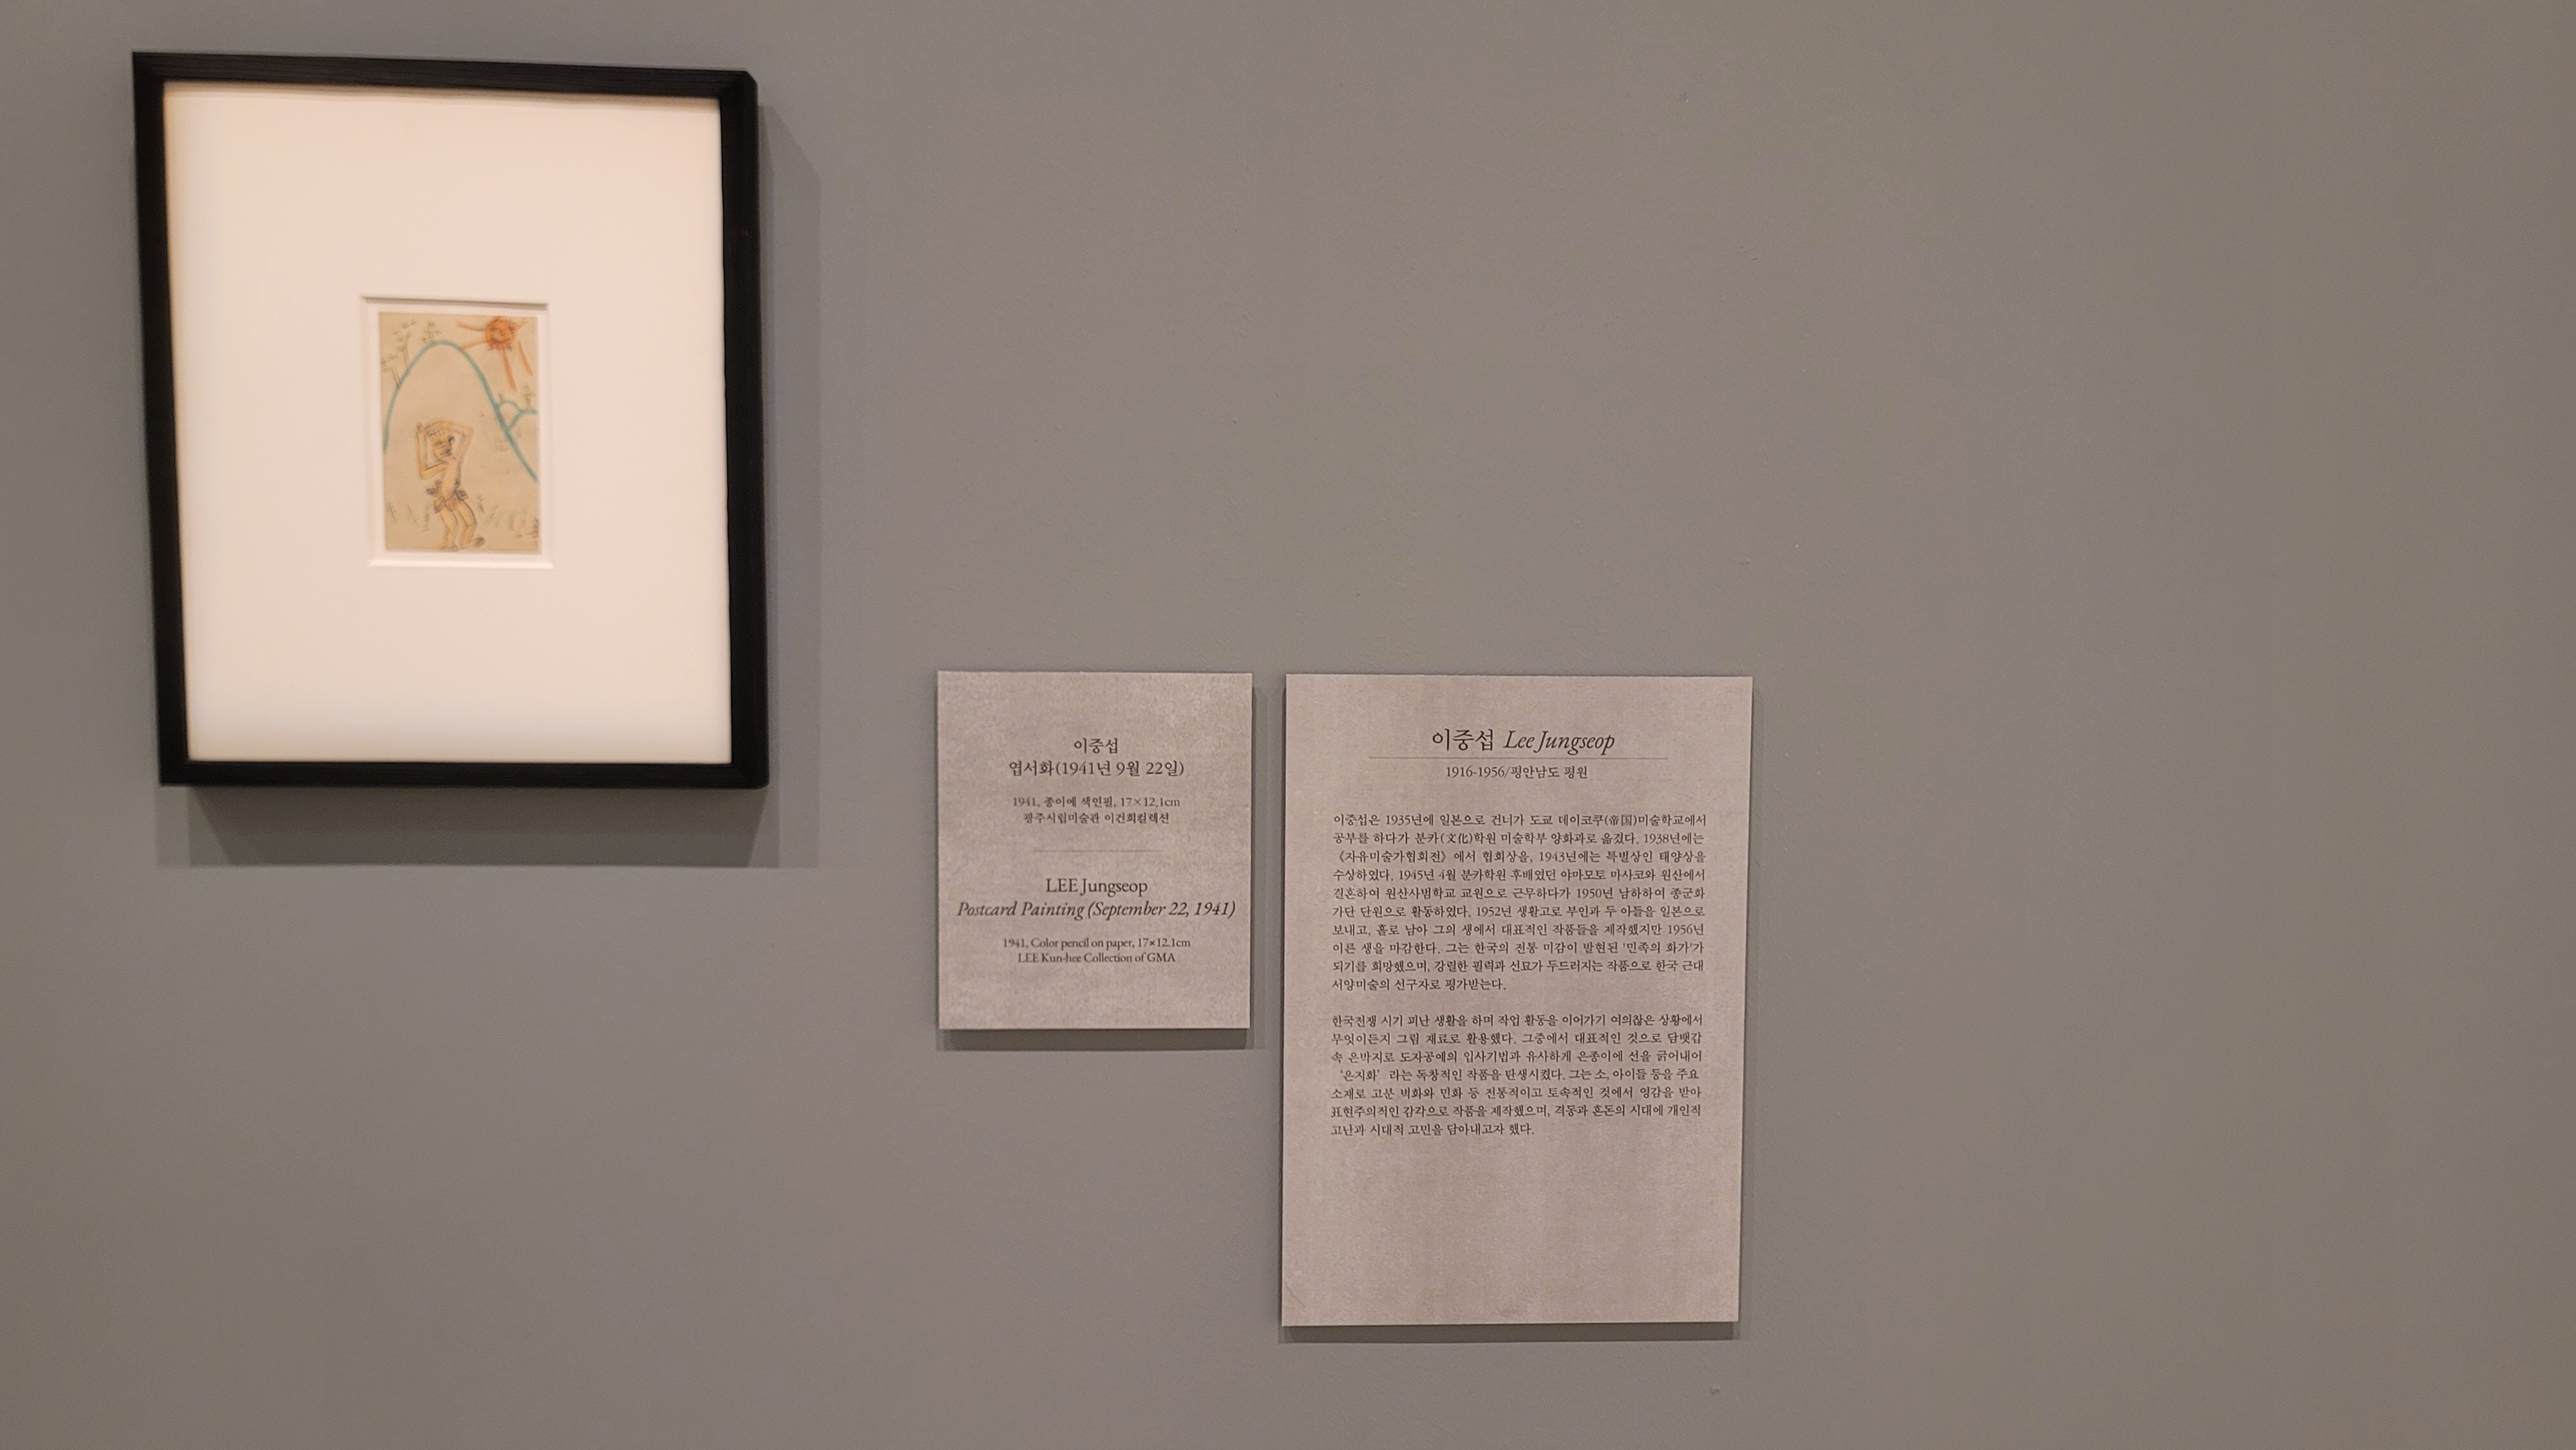 이중섭
엽서화(1941년 9월 22일)
1941, 종이에 색연필, 17×12.1cm
광주시립미술관 이건희컬렉션
LEE Jungseop
Postcard Painting (September 22, 1941)
1941, Color pencil on paper, 17×12.1cm
LEE Kun-hee Collection of GMA
이중섭 Lee Jungseop
1916-1956/평안남도 평원
이중섭은 1935년에 일본으로 건너가 도쿄 데이코쿠(帝国)미술학교에서
공부를 하다가 분카(文化)학원 미술학부 양화과로 옮겼다. 1938년에는
《자유미술가협회전》에서 협회상을, 1943년에는 특별상인 태양상을
수상하였다. 1945년 4월 분카학원 후배였던 야마모토 마사코와 원산에서
결혼하여 원산사범학교 교원으로 근무하다가 1950년 남하하여 종군화
가단 단원으로 활동하였다. 1952년 생활고로 부인과 두 아들을 일본으로
보내고, 홀로 남아 그의 생에서 대표적인 작품들을 제작했지만 1956년
이른 생을 마감한다. 그는 한국의 전통 미감이 발현된 '민족의 화가'가
되기를 희망했으며, 강렬한 필력과 선묘가 두드러지는 작품으로 한국 근대
서양미술의 선구자로 평가받는다.
한국전쟁 시기 피난 생활을 하며 작업 활동을 이어가기 여의찮은 상황에서
무엇이든지 그림 재료로 활용했다. 그중에서 대표적인 것으로 담뱃갑
속 은박지로 도자공예의 입사기법과 유사하게 은종이에 선을 긁어내어
'은지화' 라는 독창적인 작품을 탄생시켰다. 그는 소, 아이들 등을 주요
소재로 고분 벽화와 민화 등 전통적이고 토속적인 것에서 영감을 받아
표현주의적인 감각으로 작품을 제작했으며, 격동과 혼돈의 시대에 개인적
고난과 시대적 고민을 담아내고자 했다.